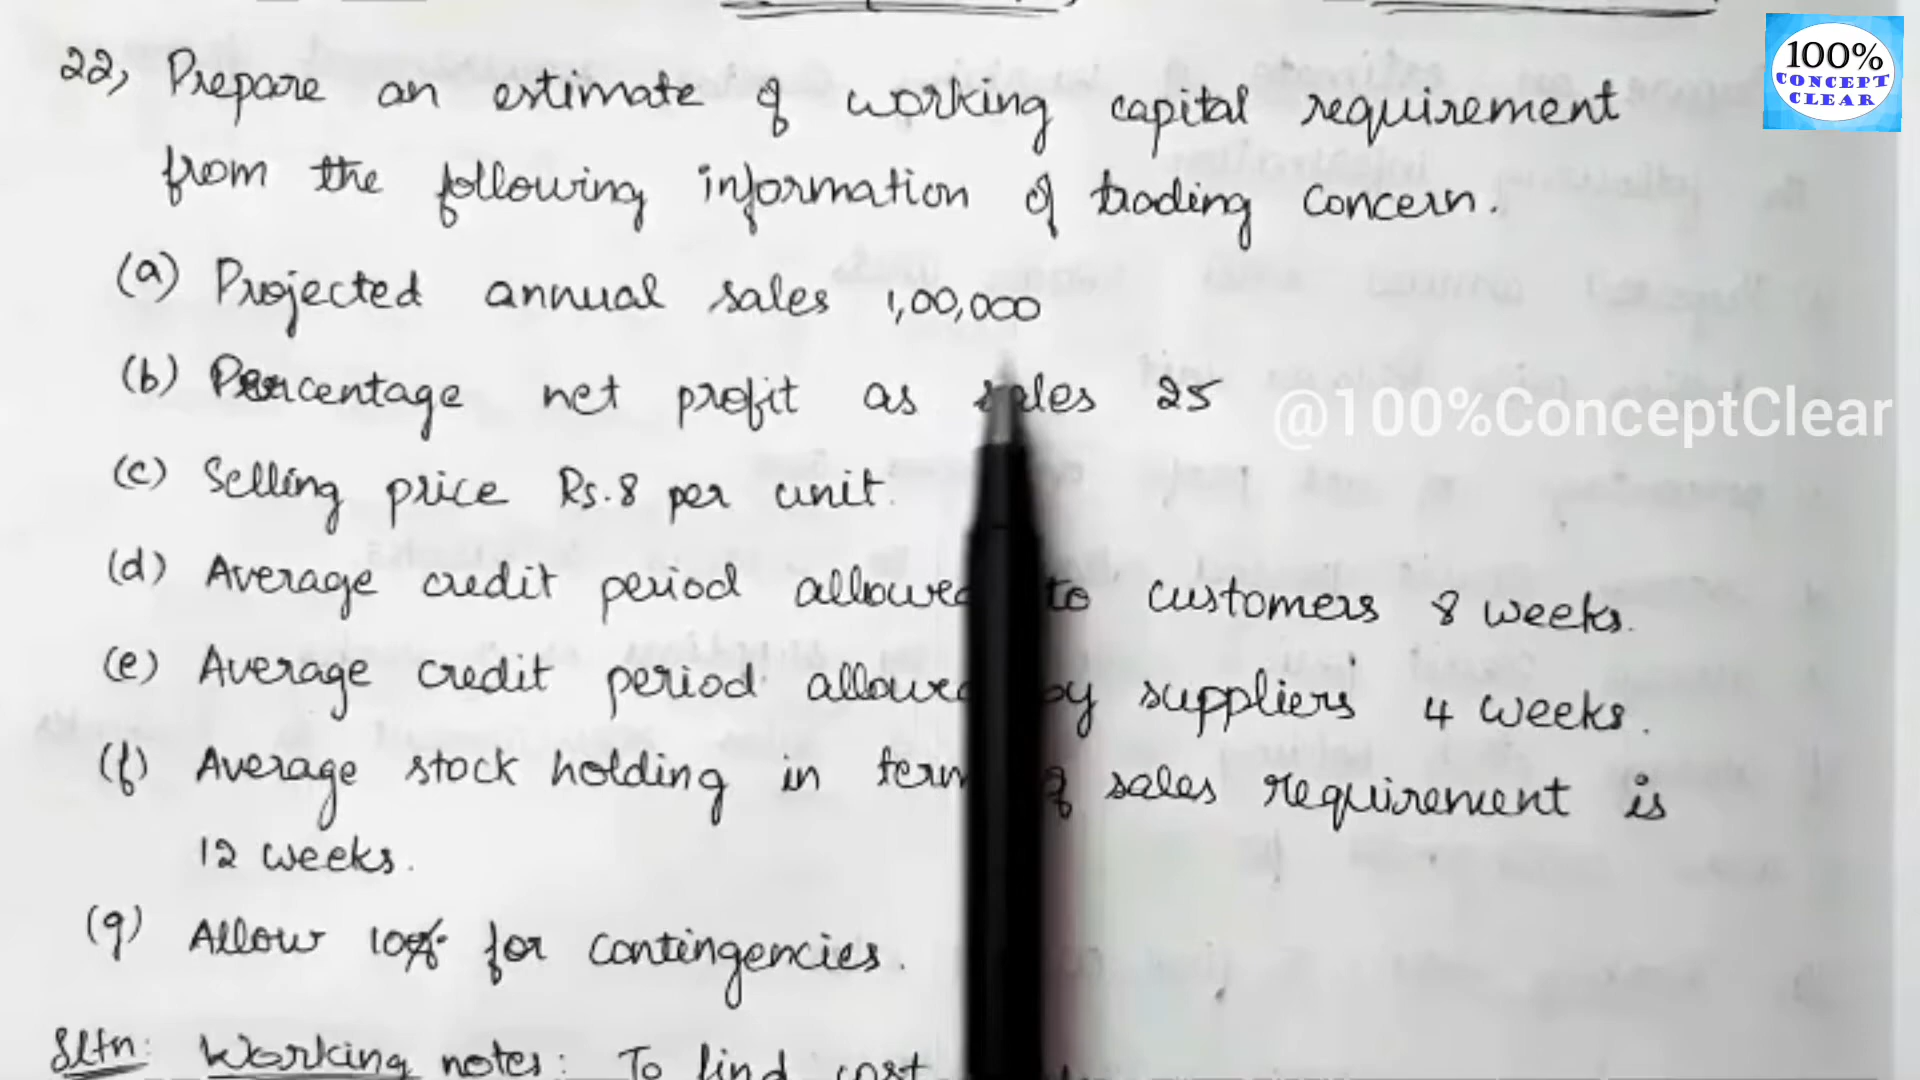 22, Prepare an estimate of working capital requirement
from the following information of trading concern.
(a) Projected annual sales 1,00,000
(b) Percentage net profit as sales 25
(c) Selling price Rs.8 per unit.
(d) Average credit period allowed to customers 8 weeks.
(e) Average credit period allowed by suppliers 4 weeks.
(f) Average stock holding in term of sales requirement is
12 weeks.
(g) Allow 10% for contingencies.
Sltn: Working notes: To find cost
100%
CONCEPT
CLEAR
@100%ConceptClear